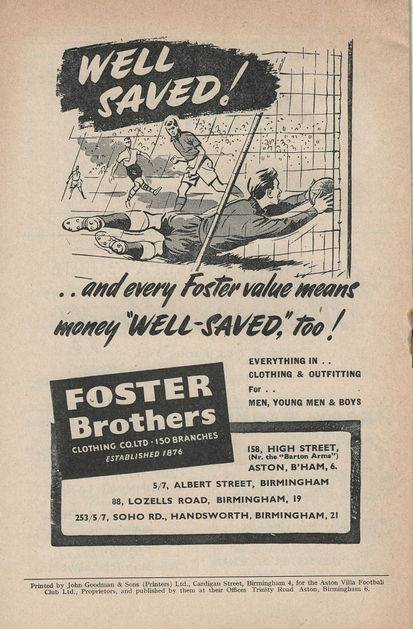 WELL
SAVED!
..and every Foster value means
money "WELL-SAVED," too!
EVERYTHING IN . .
CLOTHING & OUTFITTING
For . .
MEN, YOUNG MEN & BOYS
FOSTER
Brothers
CLOTHING CO. LTD · 150 BRANCHES
ESTABLISHED 1876
158, HIGH STREET,
(Nr. the "Barton Arms")
ASTON, B'HAM, 6.
5/7, ALBERT STREET, BIRMINGHAM
88, LOZELLS ROAD, BIRMINGHAM, 19
253/5/7, SOHO RD., HANDSWORTH, BIRMINGHAM, 21
Printed by John Goodman & Sons (Printers) Ltd., Cardigan Street, Birmingham 4, for the Aston Villa Football
Club Ltd., Proprietors, and published by them at their Offices Trinity Road Aston, Birmingham 6.